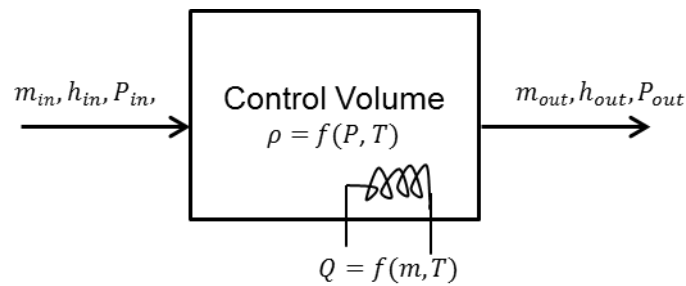 m_in, h_in, P_in,
Control Volume
ρ = f(P, T)
m_out, h_out, P_out
Q = f(m, T)